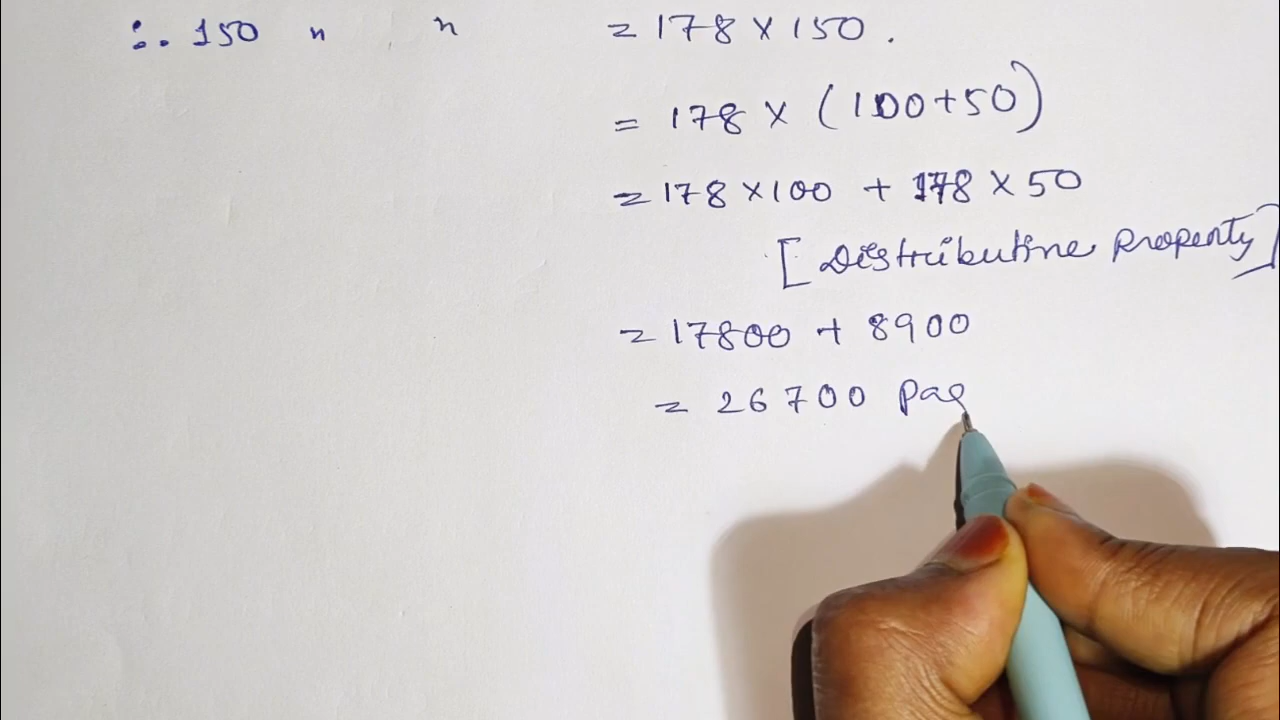 ∴ 150 " " = 178 × 150 .
= 178 × (100+50)
= 178 × 100 + 178 × 50
[Distributive Property]
= 17800 + 8900
= 26700 Pag